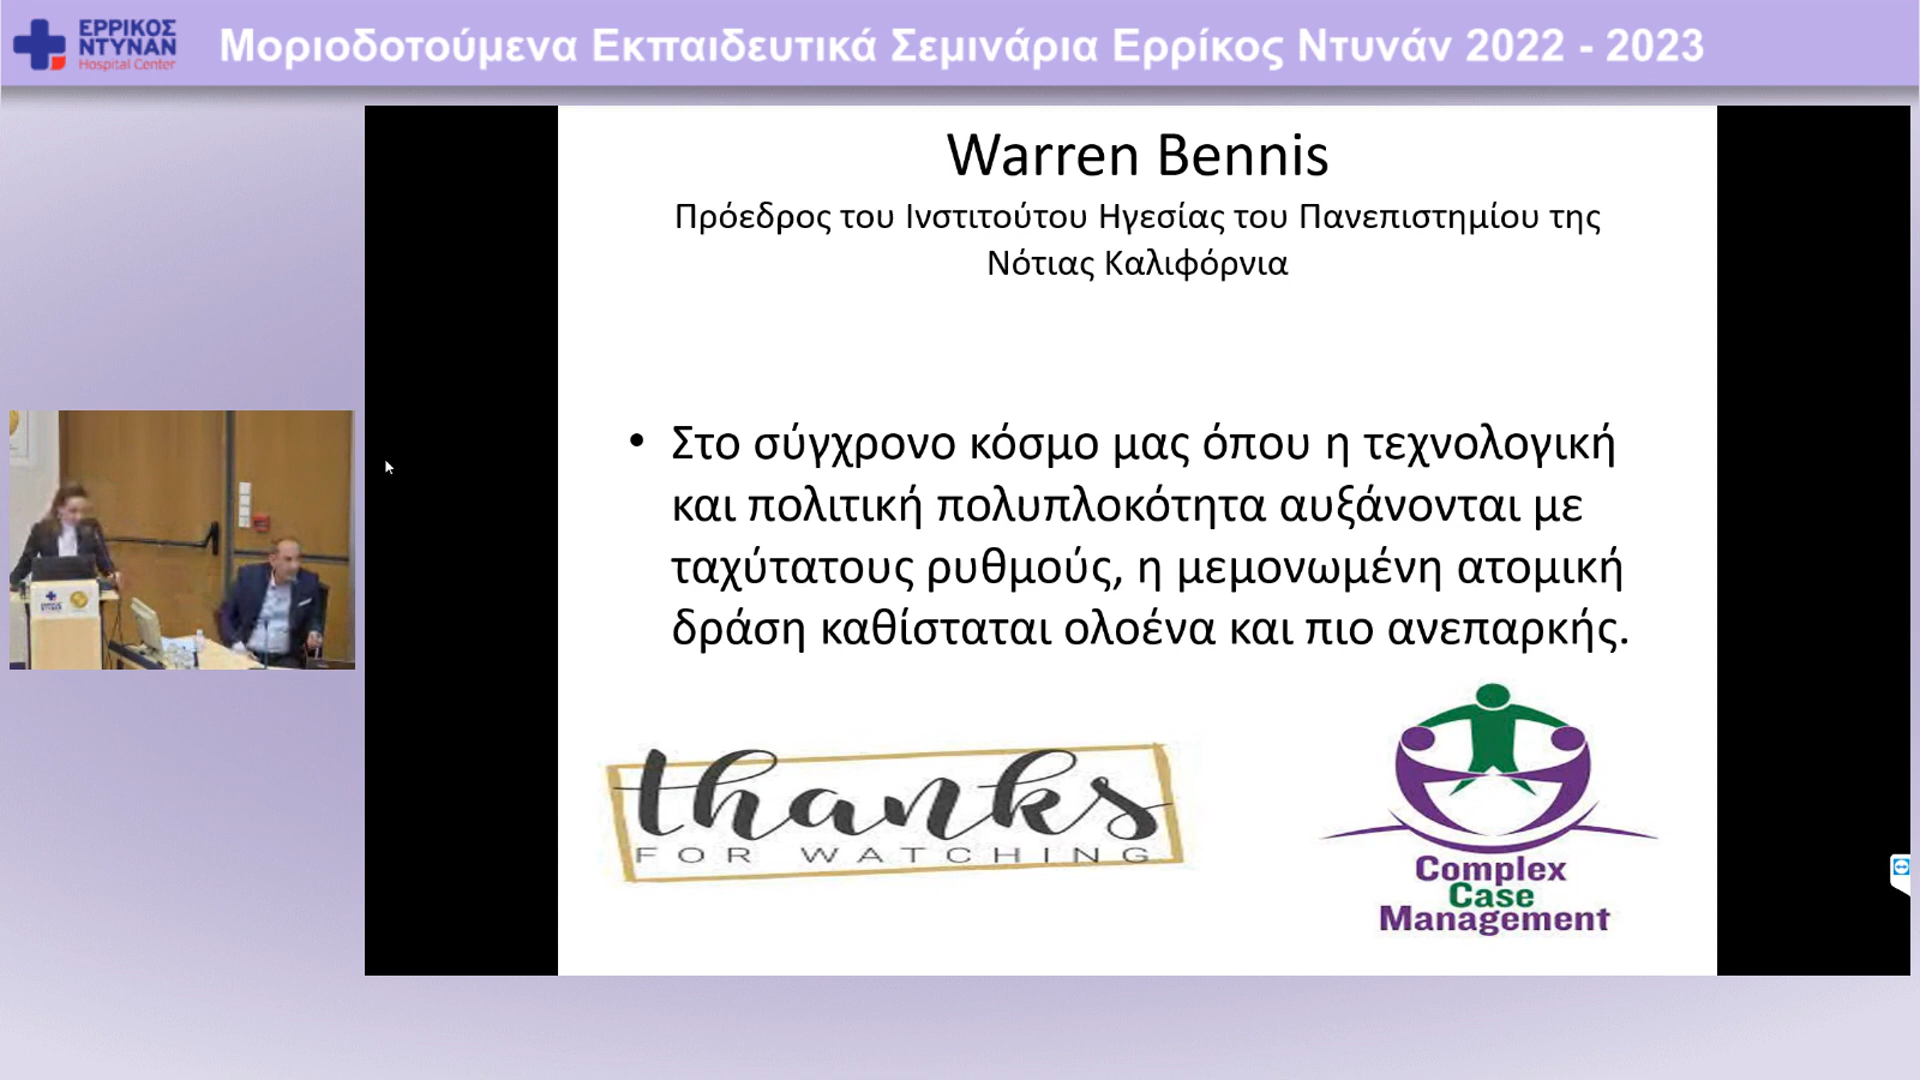 ΕΡΡΙΚΟΣ
ΝΤΥΝΑΝ
Hospital Center
Μοριοδοτούμενα Εκπαιδευτικά Σεμινάρια Ερρίκος Ντυνάν 2022 - 2023
Warren Bennis
Πρόεδρος του Ινστιτούτου Ηγεσίας του Πανεπιστημίου της
Νότιας Καλιφόρνια
• Στο σύγχρονο κόσμο μας όπου η τεχνολογική
και πολιτική πολυπλοκότητα αυξάνονται με
ταχύτατους ρυθμούς, η μεμονωμένη ατομική
δράση καθίσταται ολοένα και πιο ανεπαρκής.
thanks
FOR WATCHING
Complex
Case
Management